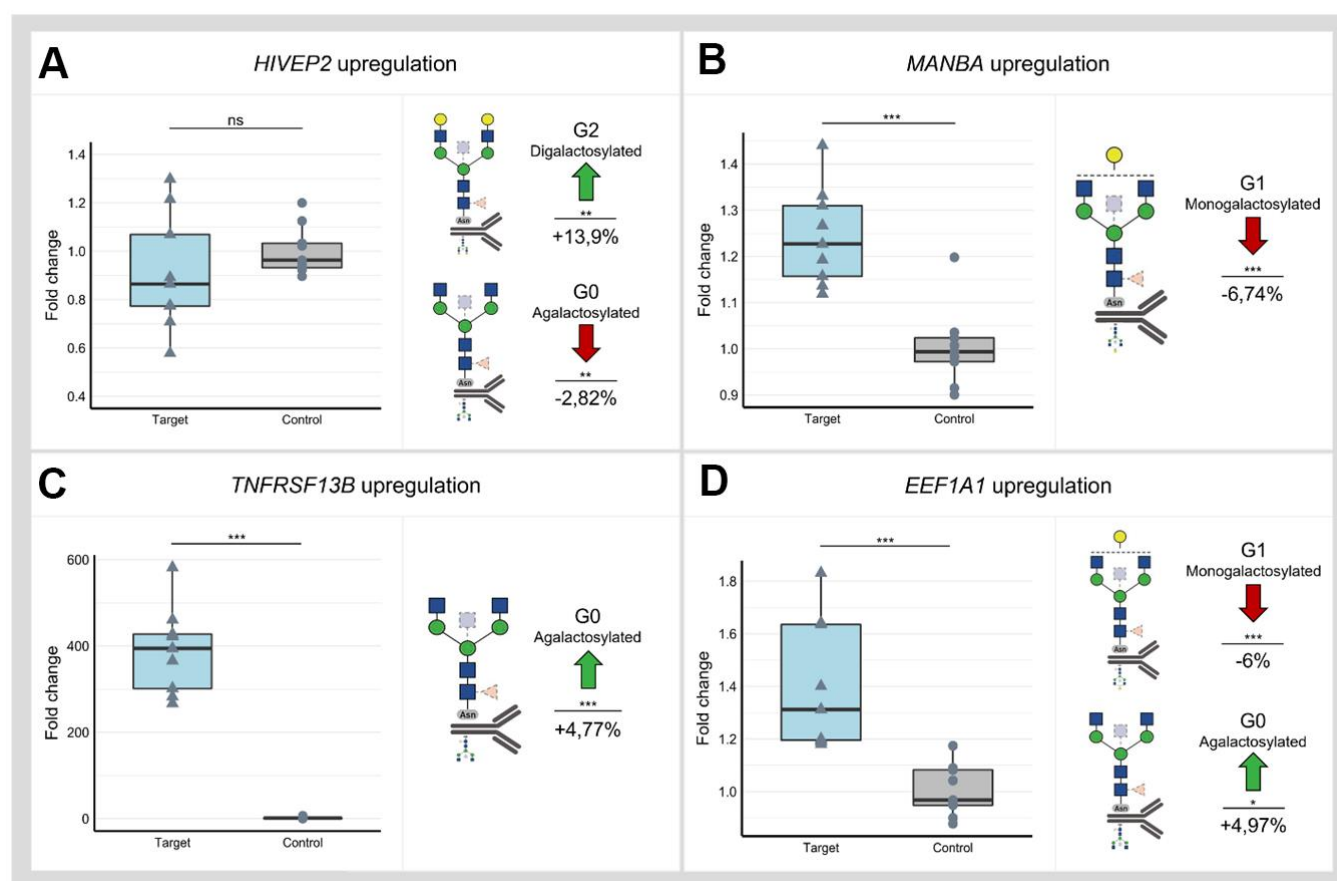 A
HIVEP2 upregulation
ns
Fold change
1.4
1.2
1.0
0.8
0.6
0.4
Target
Control
G2
Digalactosylated
**
+13,9%
Asn
G0
Agalactosylated
**
-2,82%
Asn
B
MANBA upregulation
***
Fold change
1.4
1.3
1.2
1.1
1.0
0.9
Target
Control
G1
Monogalactosylated
***
-6,74%
Asn
C
TNFRSF13B upregulation
***
Fold change
600
400
200
0
Target
Control
G0
Agalactosylated
***
+4,77%
Asn
D
EEF1A1 upregulation
***
Fold change
1.8
1.6
1.4
1.2
1.0
Target
Control
G1
Monogalactosylated
***
-6%
Asn
G0
Agalactosylated
*
+4,97%
Asn